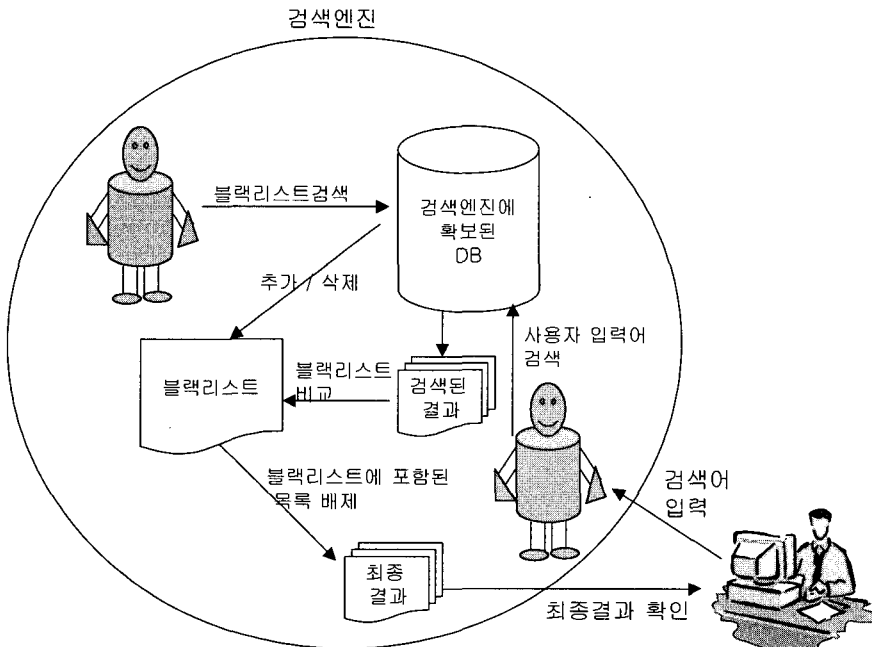 검색엔진
블랙리스트검색
검색엔진에
확보된
DB
추가 / 삭제
사용자 입력어
검색
블랙리스트
블랙리스트
비교
검색된
결과
블랙리스트에 포함된
목록 배제
검색어
입력
최종
결과
최종결과 확인